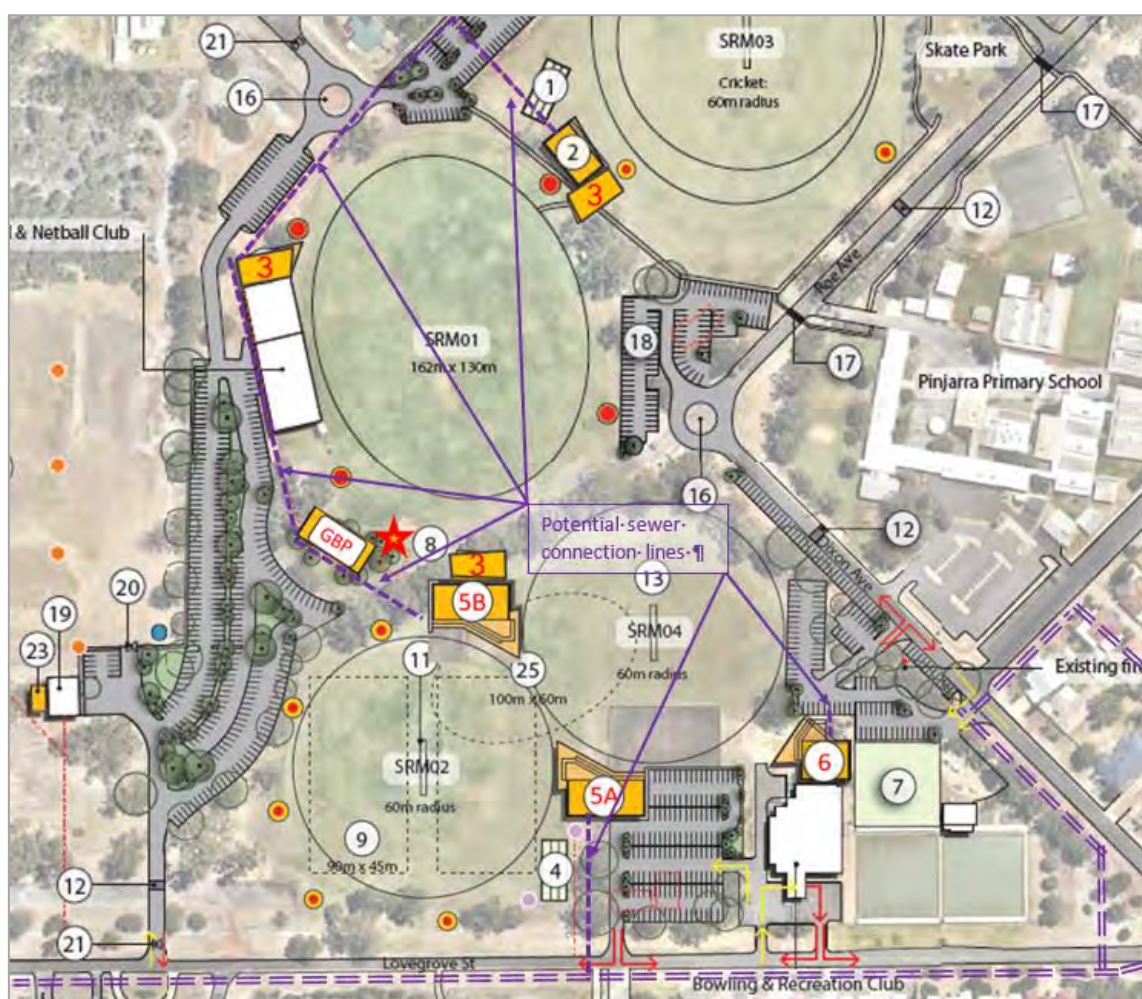 21
SRM03
Skate Park
16
1
Cricket:
60m radius
17
2
3
12
l & Netball Club
Roe Ave
3
SRM01
162m x 130m
18
17
Pinjarra Primary School
16
Potential sewer
connection lines ¶
12
GBP
8
3
13
5B
SRM04
60m radius
20
19
23
11
25
100m x 60m
Existing fir
SRM02
60m radius
6
5A
7
9
90m x 45m
4
12
21
Lovegrove St
Bowling & Recreation Club